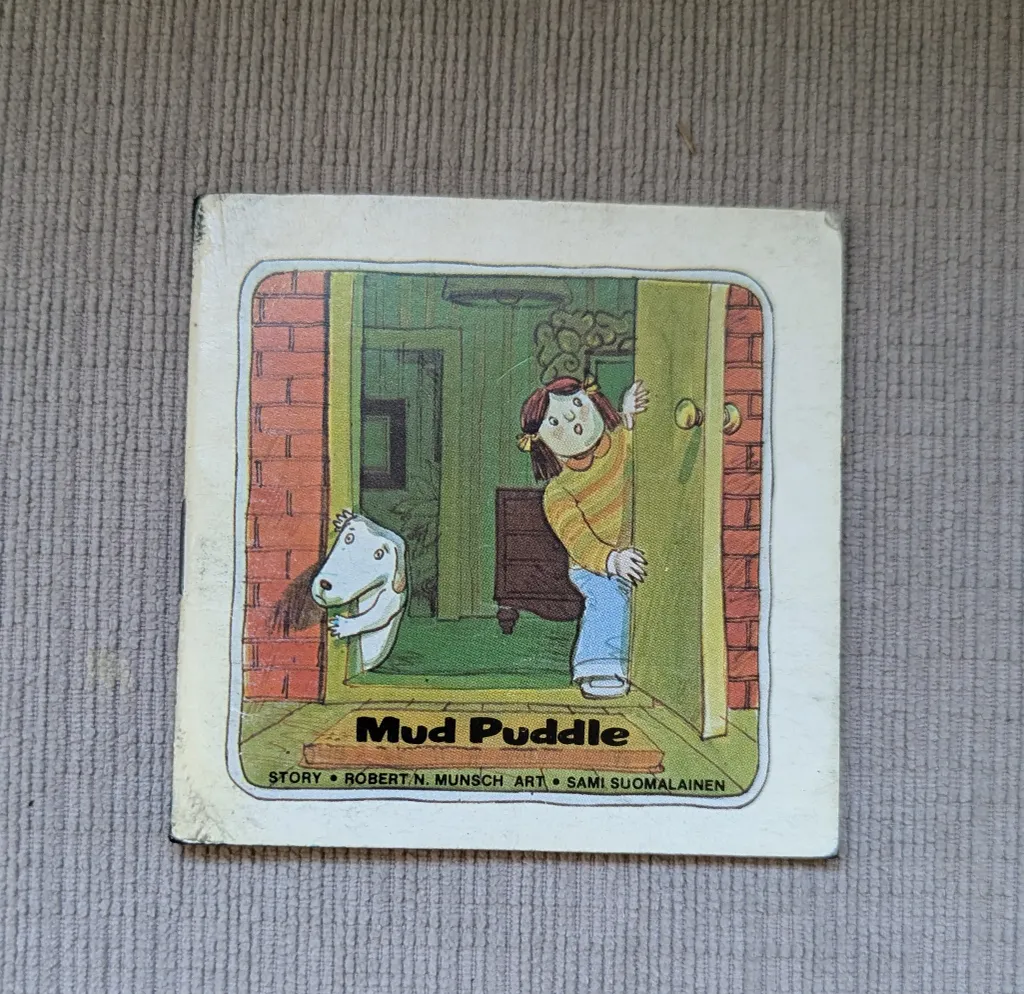 Mud Puddle
STORY • ROBERT N. MUNSCH ART • SAMI SUOMALAINEN